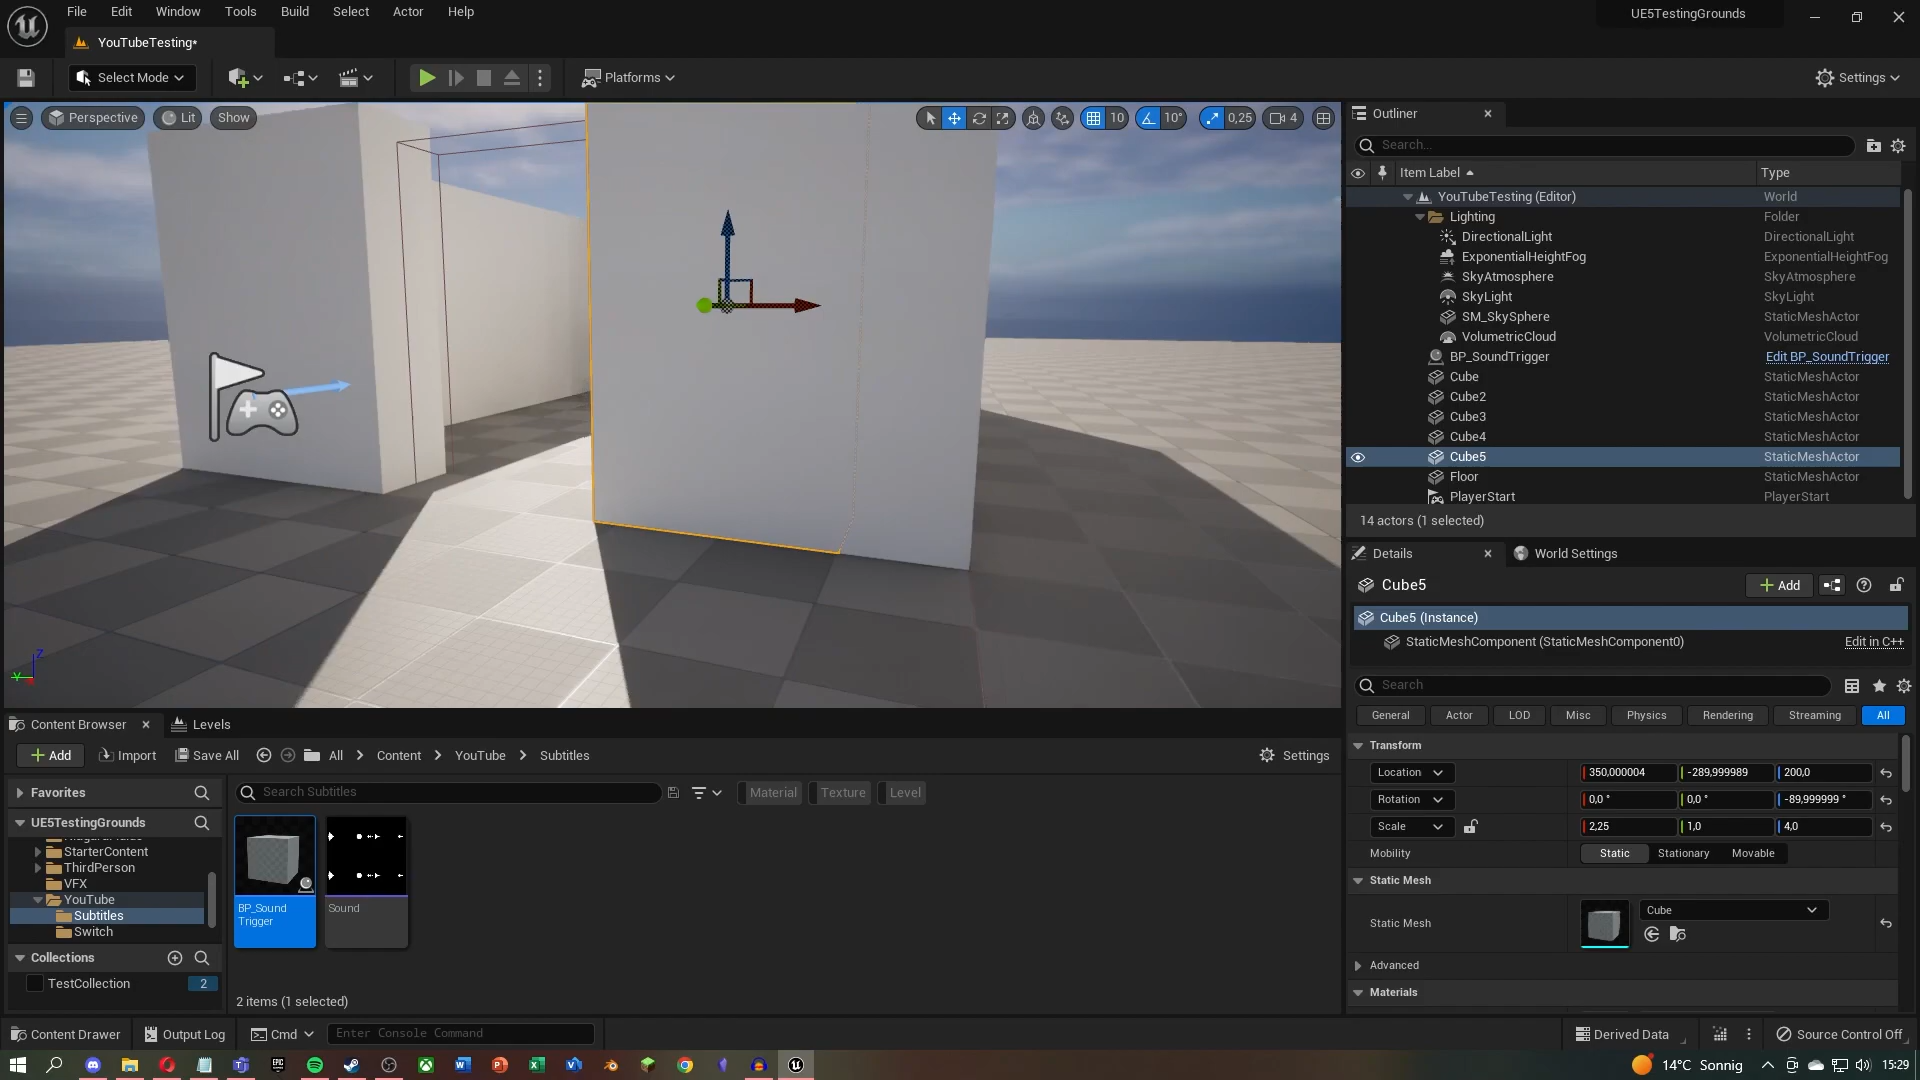 File Edit Window Tools Build Select Actor Help
UE5TestingGrounds
YouTubeTesting*
Select Mode
Platforms
Settings
Perspective
Lit
Show
10
10°
0,25
4
Outliner
Search...
Item Label
Type
YouTubeTesting (Editor) World
Lighting Folder
DirectionalLight DirectionalLight
ExponentialHeightFog ExponentialHeightFog
SkyAtmosphere SkyAtmosphere
SkyLight SkyLight
SM_SkySphere StaticMeshActor
VolumetricCloud VolumetricCloud
BP_SoundTrigger Edit BP_SoundTrigger
Cube StaticMeshActor
Cube2 StaticMeshActor
Cube3 StaticMeshActor
Cube4 StaticMeshActor
Cube5 StaticMeshActor
Floor StaticMeshActor
PlayerStart PlayerStart
14 actors (1 selected)
Details
World Settings
Cube5
Add
Cube5 (Instance)
StaticMeshComponent (StaticMeshComponent0) Edit in C++
Search
General Actor LOD Misc Physics Rendering Streaming All
Transform
Location 350,000004 -289,999989 200,0
Rotation 0,0 ° 0,0 ° -89,999999 °
Scale 2,25 1,0 4,0
Mobility Static Stationary Movable
Static Mesh
Static Mesh Cube
Advanced
Materials
Z
Y
Content Browser
Levels
Add Import Save All All Content YouTube Subtitles Settings
Favorites
Search Subtitles
Material Texture Level
UE5TestingGrounds
StarterContent
ThirdPerson
VFX
YouTube
Subtitles
Switch
BP_Sound
Trigger
Sound
Collections
TestCollection 2
2 items (1 selected)
Content Drawer Output Log Cmd Enter Console Command
Derived Data Source Control Off
14°C Sonnig 15:29